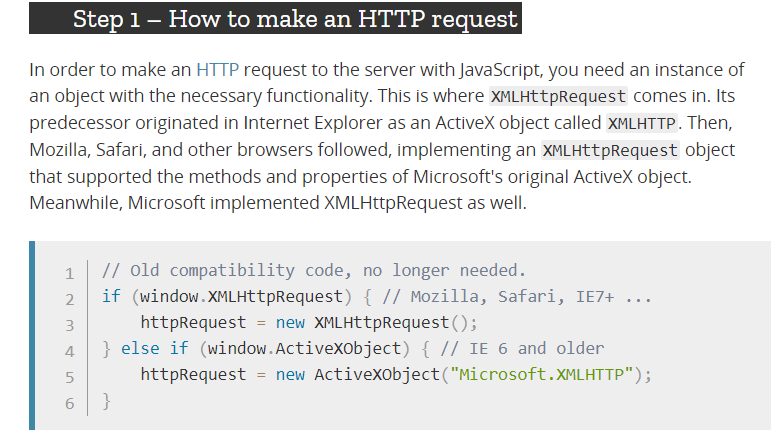 Step 1 – How to make an HTTP request
In order to make an HTTP request to the server with JavaScript, you need an instance of
an object with the necessary functionality. This is where XMLHttpRequest comes in. Its
predecessor originated in Internet Explorer as an ActiveX object called XMLHTTP. Then,
Mozilla, Safari, and other browsers followed, implementing an XMLHttpRequest object
that supported the methods and properties of Microsoft's original ActiveX object.
Meanwhile, Microsoft implemented XMLHttpRequest as well.
1 // Old compatibility code, no longer needed.
2 if (window.XMLHttpRequest) { // Mozilla, Safari, IE7+ ...
3     httpRequest = new XMLHttpRequest();
4 } else if (window.ActiveXObject) { // IE 6 and older
5     httpRequest = new ActiveXObject("Microsoft.XMLHTTP");
6 }